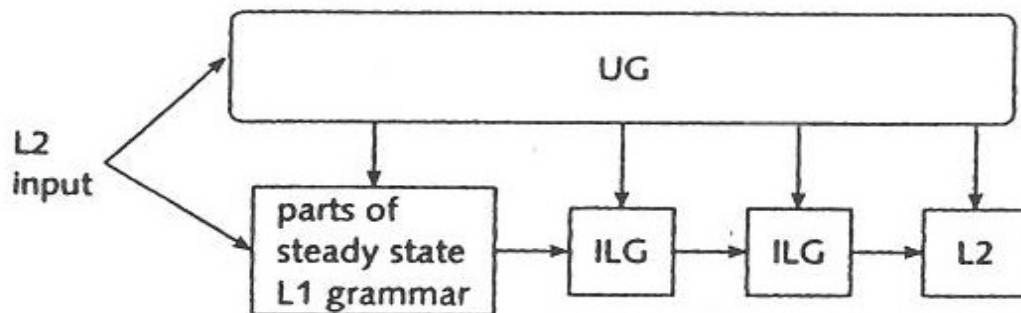 UG
L2
input
parts of
steady state
L1 grammar
ILG
ILG
L2